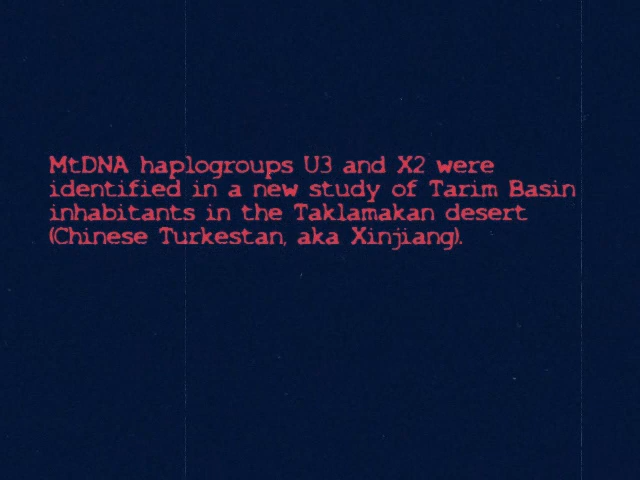 MtDNA haplogroups U3 and X2 were
identified in a new study of Tarim Basin
inhabitants in the Taklamakan desert
(Chinese Turkestan, aka Xinjiang).